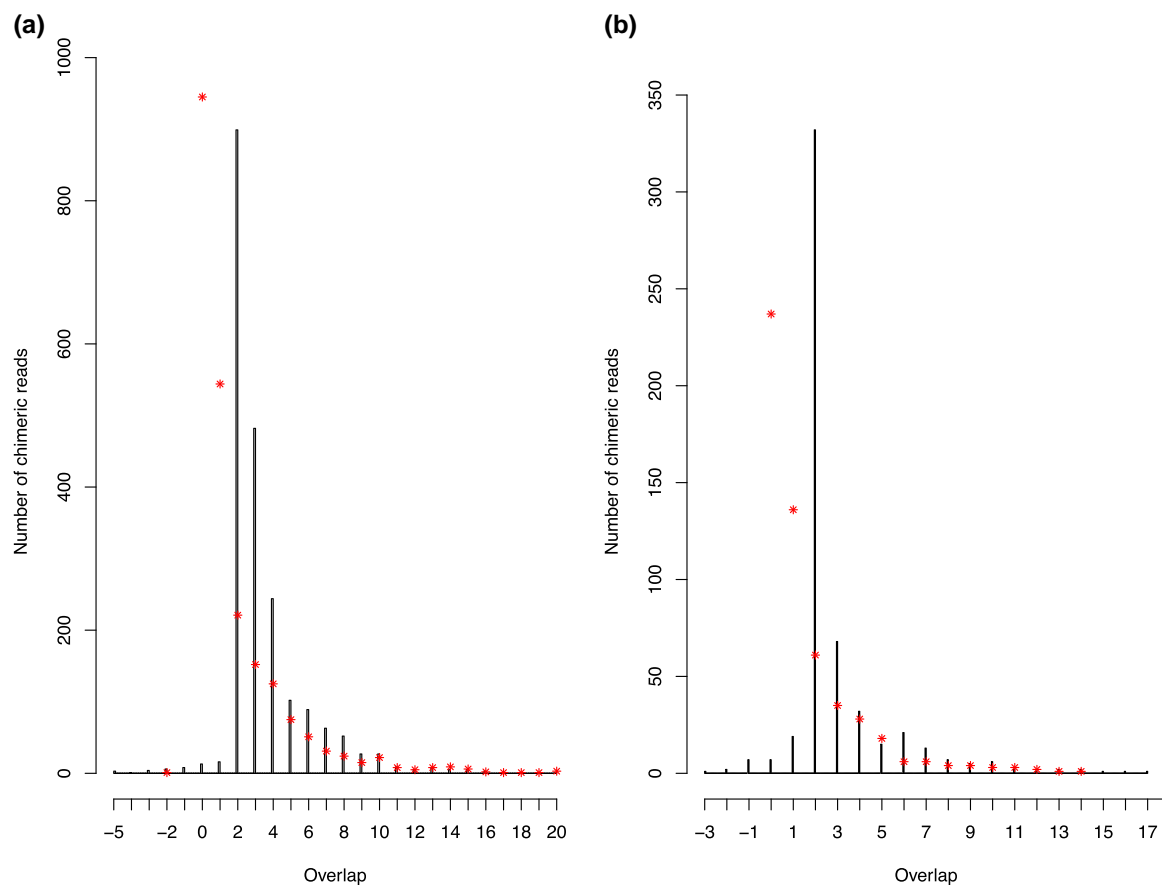 (a)
Number of chimeric reads
1000
800
600
400
200
0
−5 −2 0 2 4 6 8 10 12 14 16 18 20
Overlap
(b)
Number of chimeric reads
350
300
250
200
150
100
50
0
−3 −1 1 3 5 7 9 11 13 15 17
Overlap